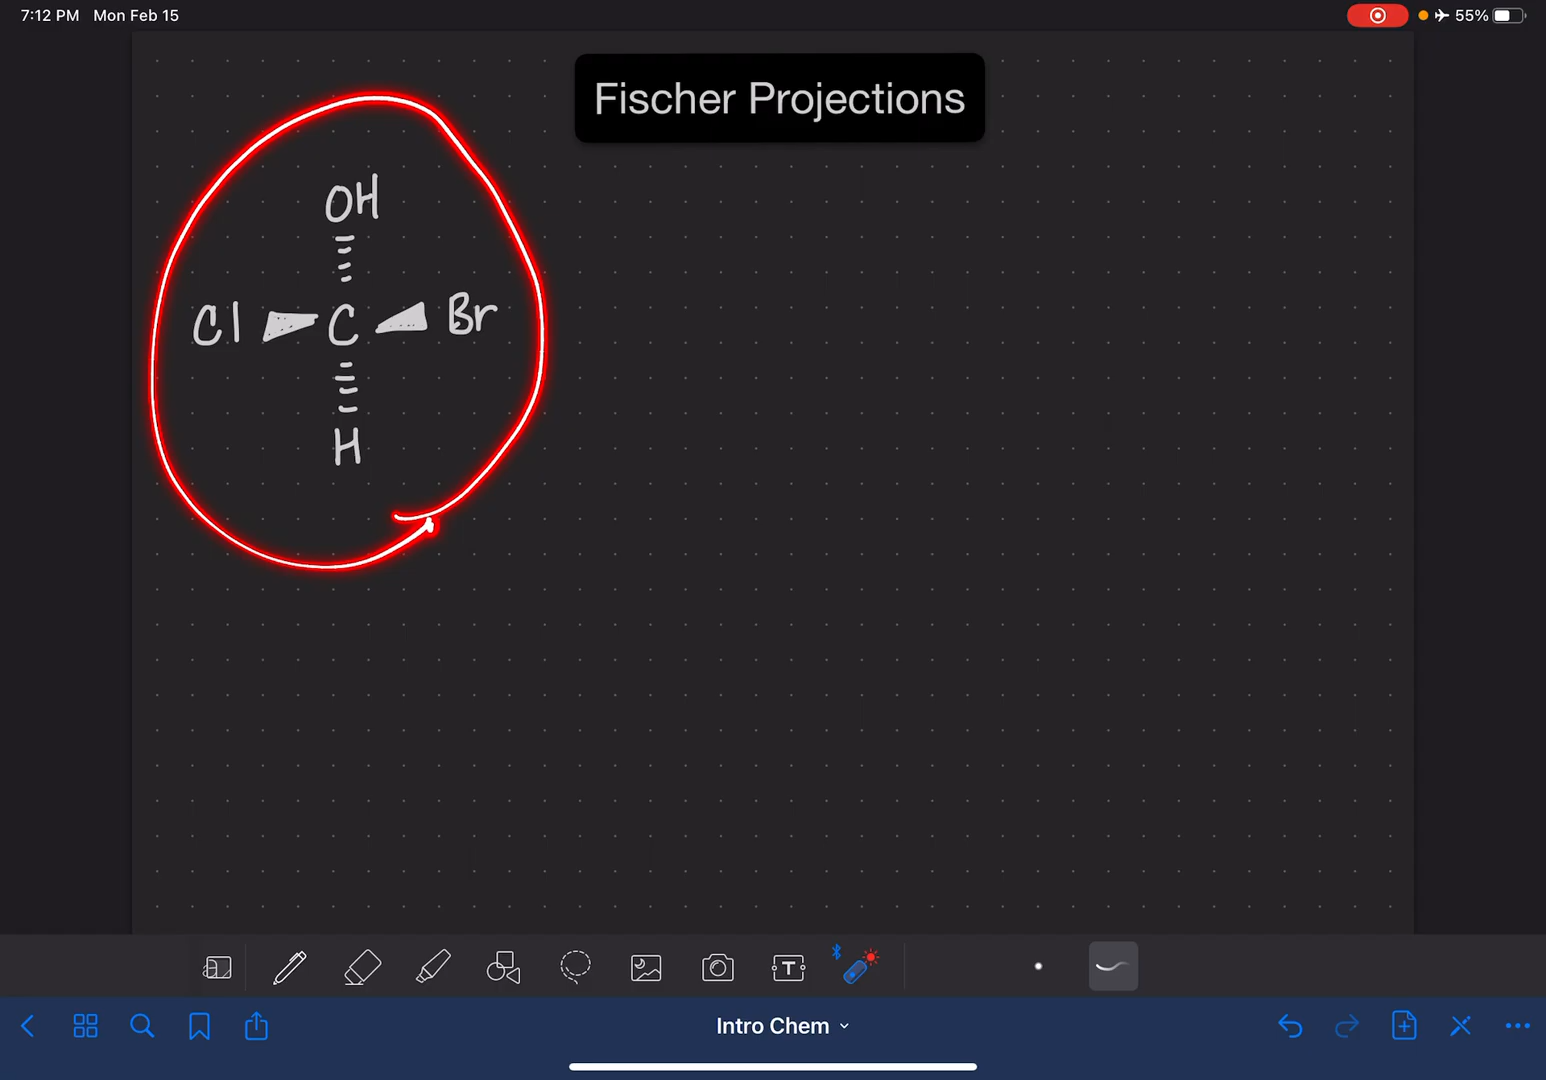 7:12 PM Mon Feb 15
55%
Fischer Projections
OH
Cl C Br
H
T
Intro Chem